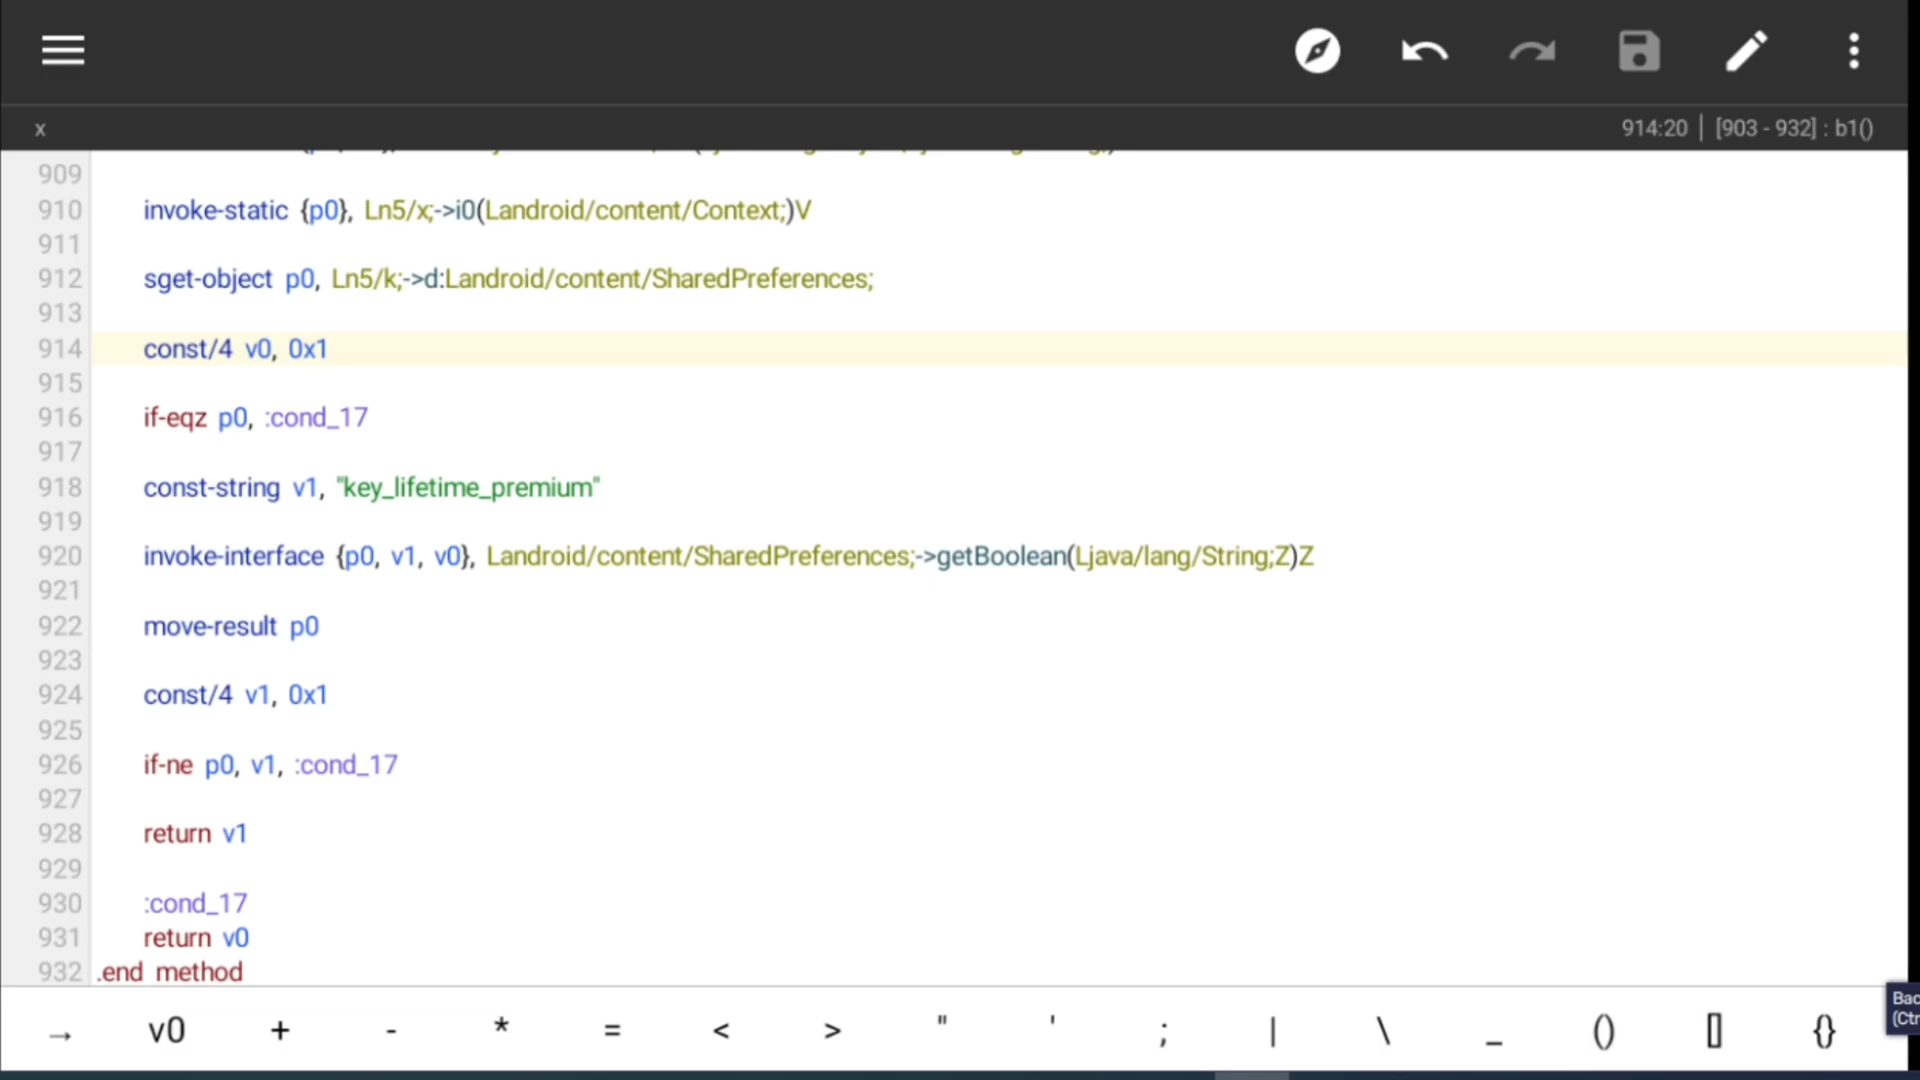 x 914:20 | [903 - 932] : b1()
909
910 invoke-static {p0}, Ln5/x;->i0(Landroid/content/Context;)V
911
912 sget-object p0, Ln5/k;->d:Landroid/content/SharedPreferences;
913
914 const/4 v0, 0x1
915
916 if-eqz p0, :cond_17
917
918 const-string v1, "key_lifetime_premium"
919
920 invoke-interface {p0, v1, v0}, Landroid/content/SharedPreferences;->getBoolean(Ljava/lang/String;Z)Z
921
922 move-result p0
923
924 const/4 v1, 0x1
925
926 if-ne p0, v1, :cond_17
927
928 return v1
929
930 :cond_17
931 return v0
932 .end method
→ v0 + - * = < > " ' ; | \ _ () [] {}